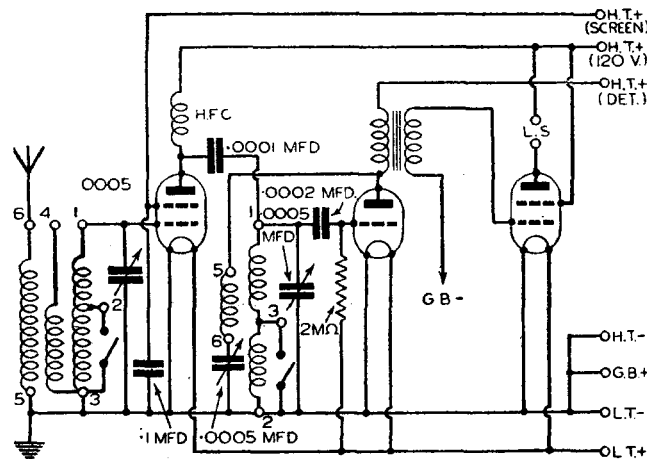 H.T.+
(SCREEN)
H.T.+
(120 V.)
H.T.+
(DET.)
H.F.C
.0001 MFD
L.S
.0005
6 4 1
.0002 MFD.
1
.0005
MFD
2
5
3
6
2MΩ
G.B-
5 3
2
.1 MFD
.0005 MFD
H.T.-
G.B.+
L.T-
L.T.+